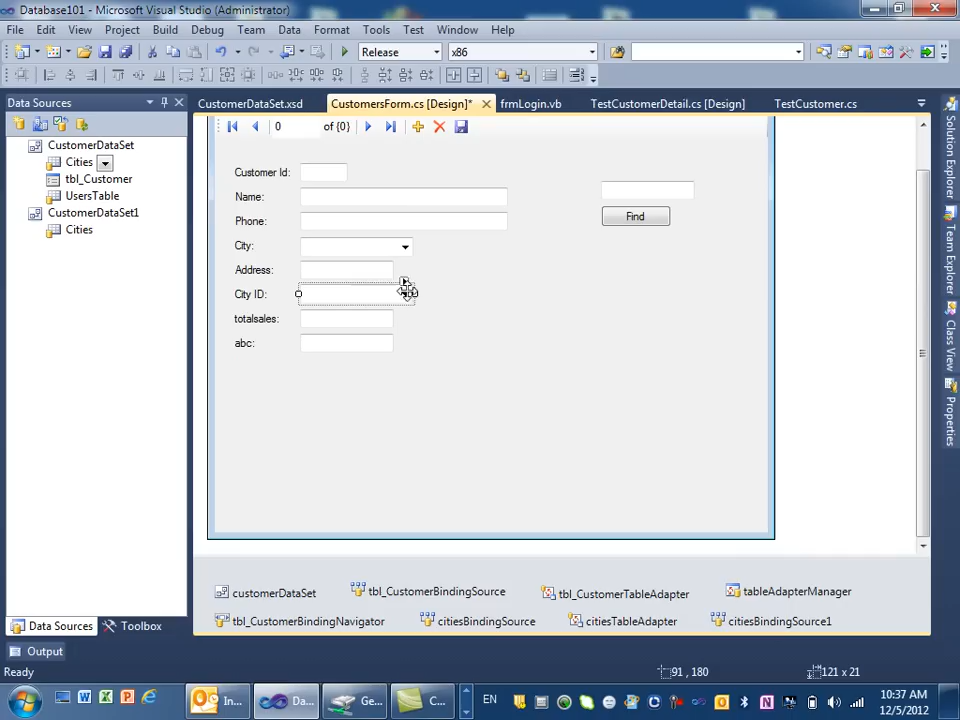 Database101 - Microsoft Visual Studio (Administrator)
File Edit View Project Build Debug Team Data Format Tools Test Window Help
Release x86
Data Sources
CustomerDataSet.xsd CustomersForm.cs [Design]* frmLogin.vb TestCustomerDetail.cs [Design] TestCustomer.cs
0 of {0}
CustomerDataSet
Cities
tbl_Customer
UsersTable
CustomerDataSet1
Cities
Customer Id:
Name:
Phone:
City:
Address:
City ID:
totalsales:
abc:
Find
Solution Explorer
Team Explorer
Class View
Properties
customerDataSet tbl_CustomerBindingSource tbl_CustomerTableAdapter tableAdapterManager
tbl_CustomerBindingNavigator citiesBindingSource citiesTableAdapter citiesBindingSource1
Data Sources Toolbox
Output
Ready 91 , 180 121 x 21
In... Da... Ge... C... EN 10:37 AM
12/5/2012